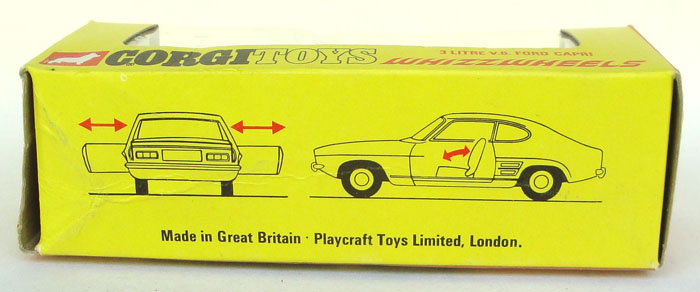 CORGI TOYS
3 LITRE V.6. FORD CAPRI
WHIZZWHEELS
Made in Great Britain · Playcraft Toys Limited, London.